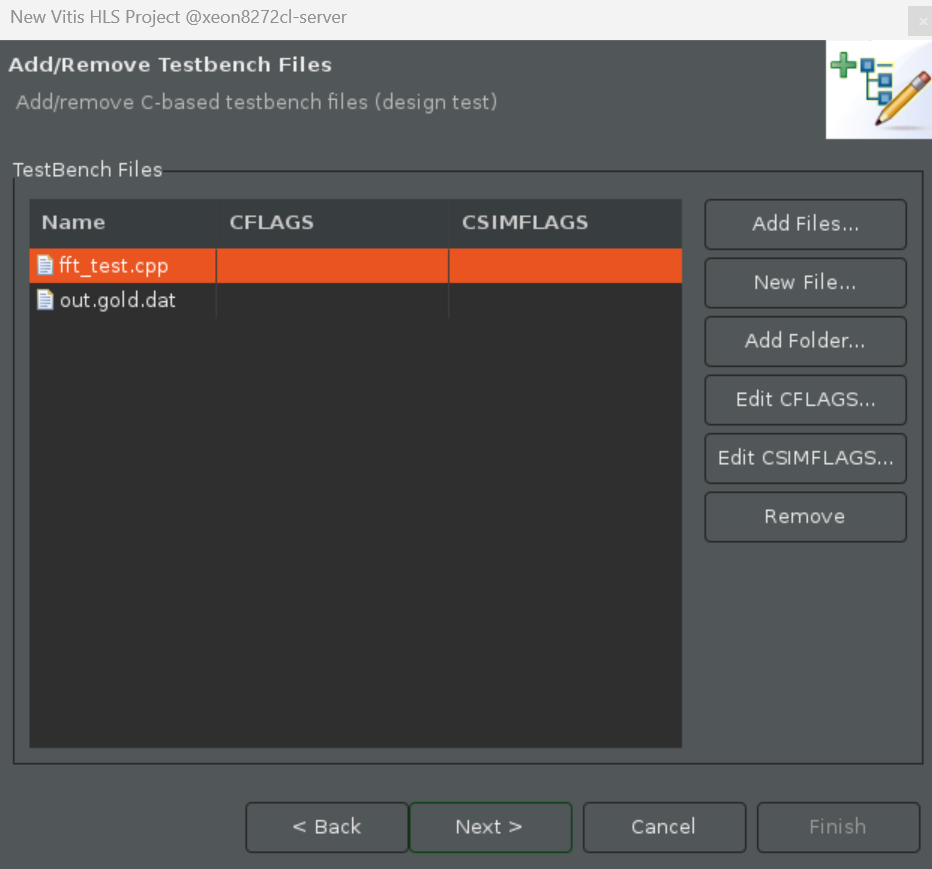 New Vitis HLS Project @xeon8272cl-server
Add/Remove Testbench Files
Add/remove C-based testbench files (design test)
TestBench Files
Name CFLAGS CSIMFLAGS
fft_test.cpp
out.gold.dat
Add Files...
New File...
Add Folder...
Edit CFLAGS...
Edit CSIMFLAGS...
Remove
< Back Next > Cancel Finish